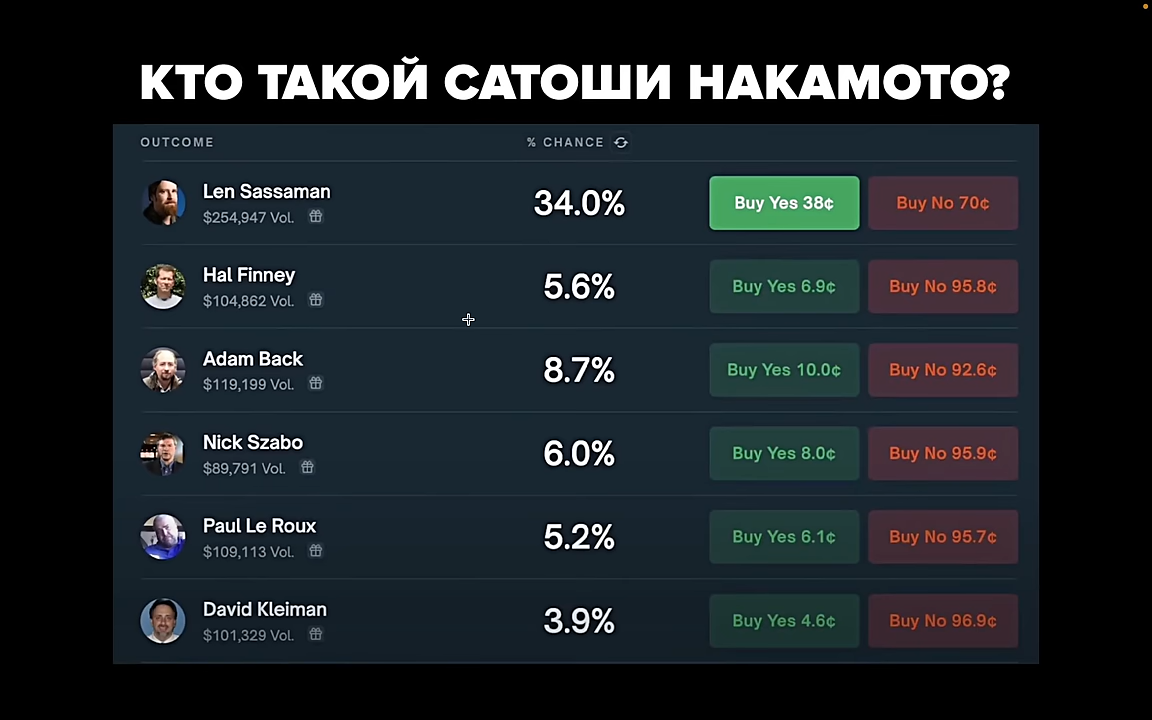 КТО ТАКОЙ САТОШИ НАКАМОТО?
OUTCOME % CHANCE
Len Sassaman
$254,947 Vol.
34.0%
Buy Yes 38¢ Buy No 70¢
Hal Finney
$104,862 Vol.
5.6%
Buy Yes 6.9¢ Buy No 95.8¢
Adam Back
$119,199 Vol.
8.7%
Buy Yes 10.0¢ Buy No 92.6¢
Nick Szabo
$89,791 Vol.
6.0%
Buy Yes 8.0¢ Buy No 95.9¢
Paul Le Roux
$109,113 Vol.
5.2%
Buy Yes 6.1¢ Buy No 95.7¢
David Kleiman
$101,329 Vol.
3.9%
Buy Yes 4.6¢ Buy No 96.9¢